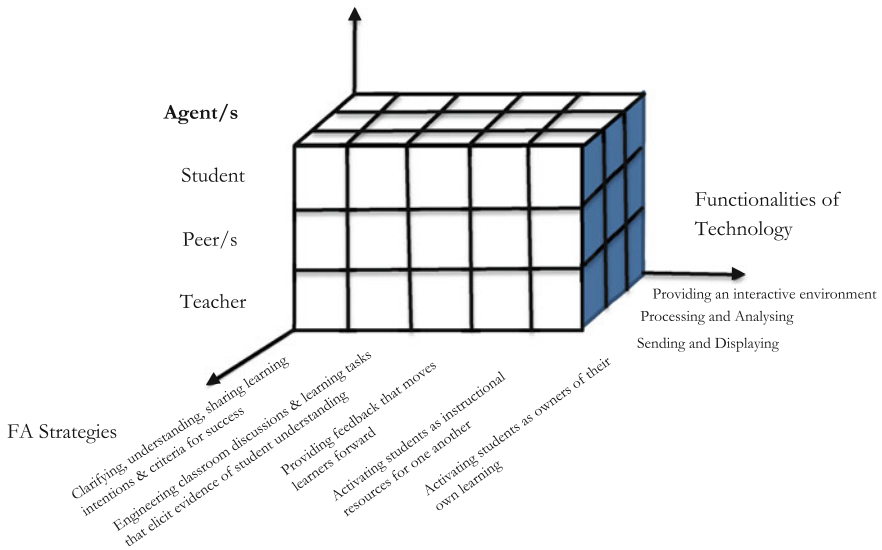 Agent/s
Student
Peer/s
Teacher
Functionalities of
Technology
Providing an interactive environment
Processing and Analysing
Sending and Displaying
FA Strategies
Clarifying, understanding, sharing learning
intentions & criteria for success
Engineering classroom discussions & learning tasks
that elicit evidence of student understanding
Providing feedback that moves
learners forward
Activating students as instructional
resources for one another
Activating students as owners of their
own learning